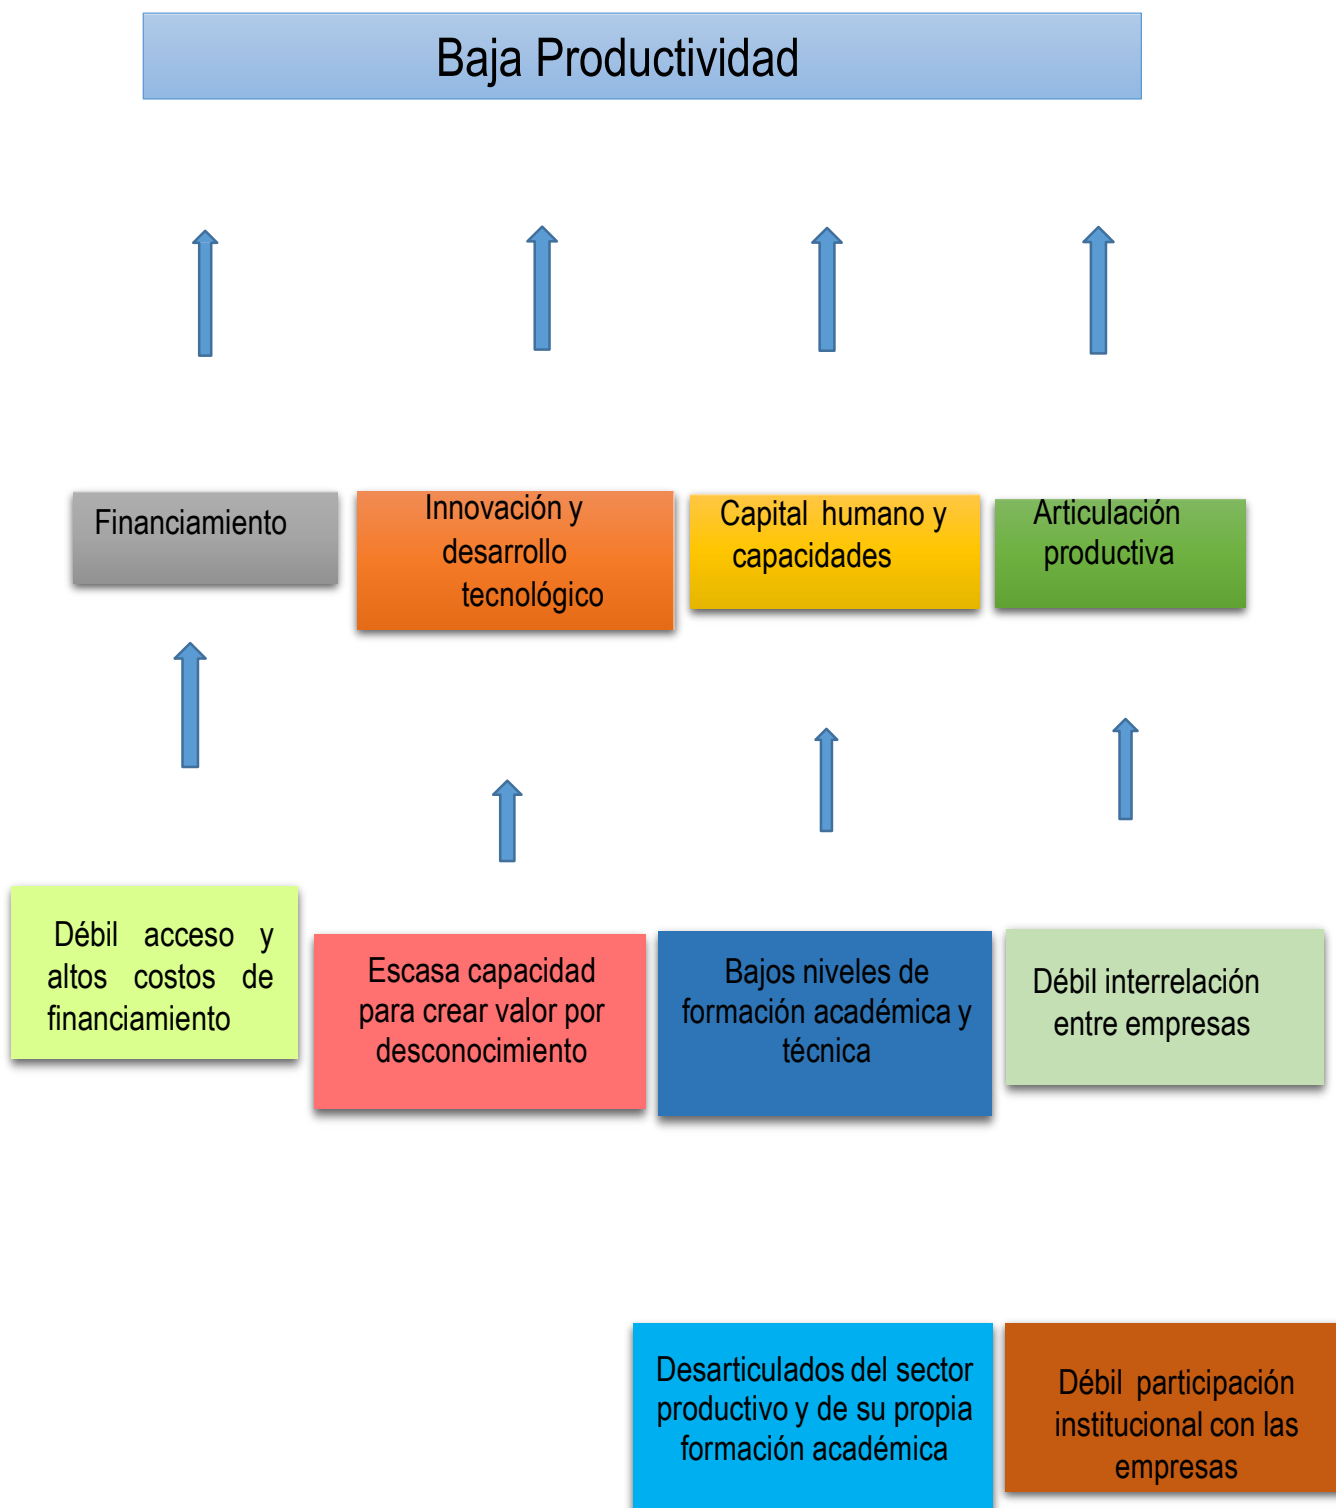 Baja Productividad
Financiamiento
Innovación y
desarrollo
tecnológico
Capital humano y
capacidades
Articulación
productiva
Débil acceso y
altos costos de
financiamiento
Escasa capacidad
para crear valor por
desconocimiento
Bajos niveles de
formación académica y
técnica
Débil interrelación
entre empresas
Desarticulados del sector
productivo y de su propia
formación académica
Débil participación
institucional con las
empresas